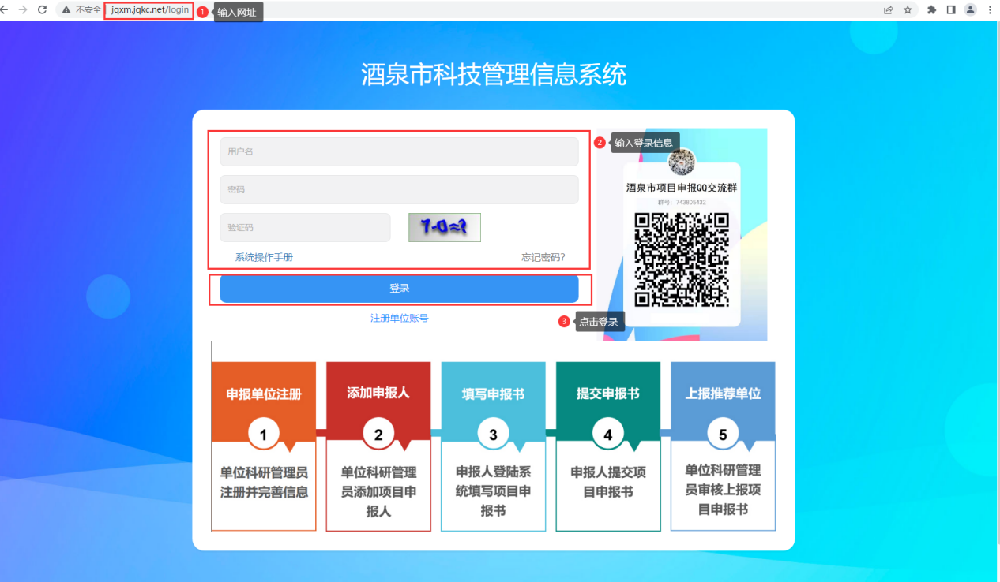 不安全
jqxm.jqkc.net/login
1
输入网址
酒泉市科技管理信息系统
用户名
密码
验证码
7-0=?
系统操作手册
忘记密码?
登录
注册单位账号
2
输入登录信息
酒泉市项目申报QQ交流群
群号: 743805432
3
点击登录
申报单位注册
1
单位科研管理员
注册并完善信息
添加申报人
2
单位科研管理
员添加项目申
报人
填写申报书
3
申报人登陆系
统填写项目申
报书
提交申报书
4
申报人提交项
目申报书
上报推荐单位
5
单位科研管理
员审核上报项
目申报书